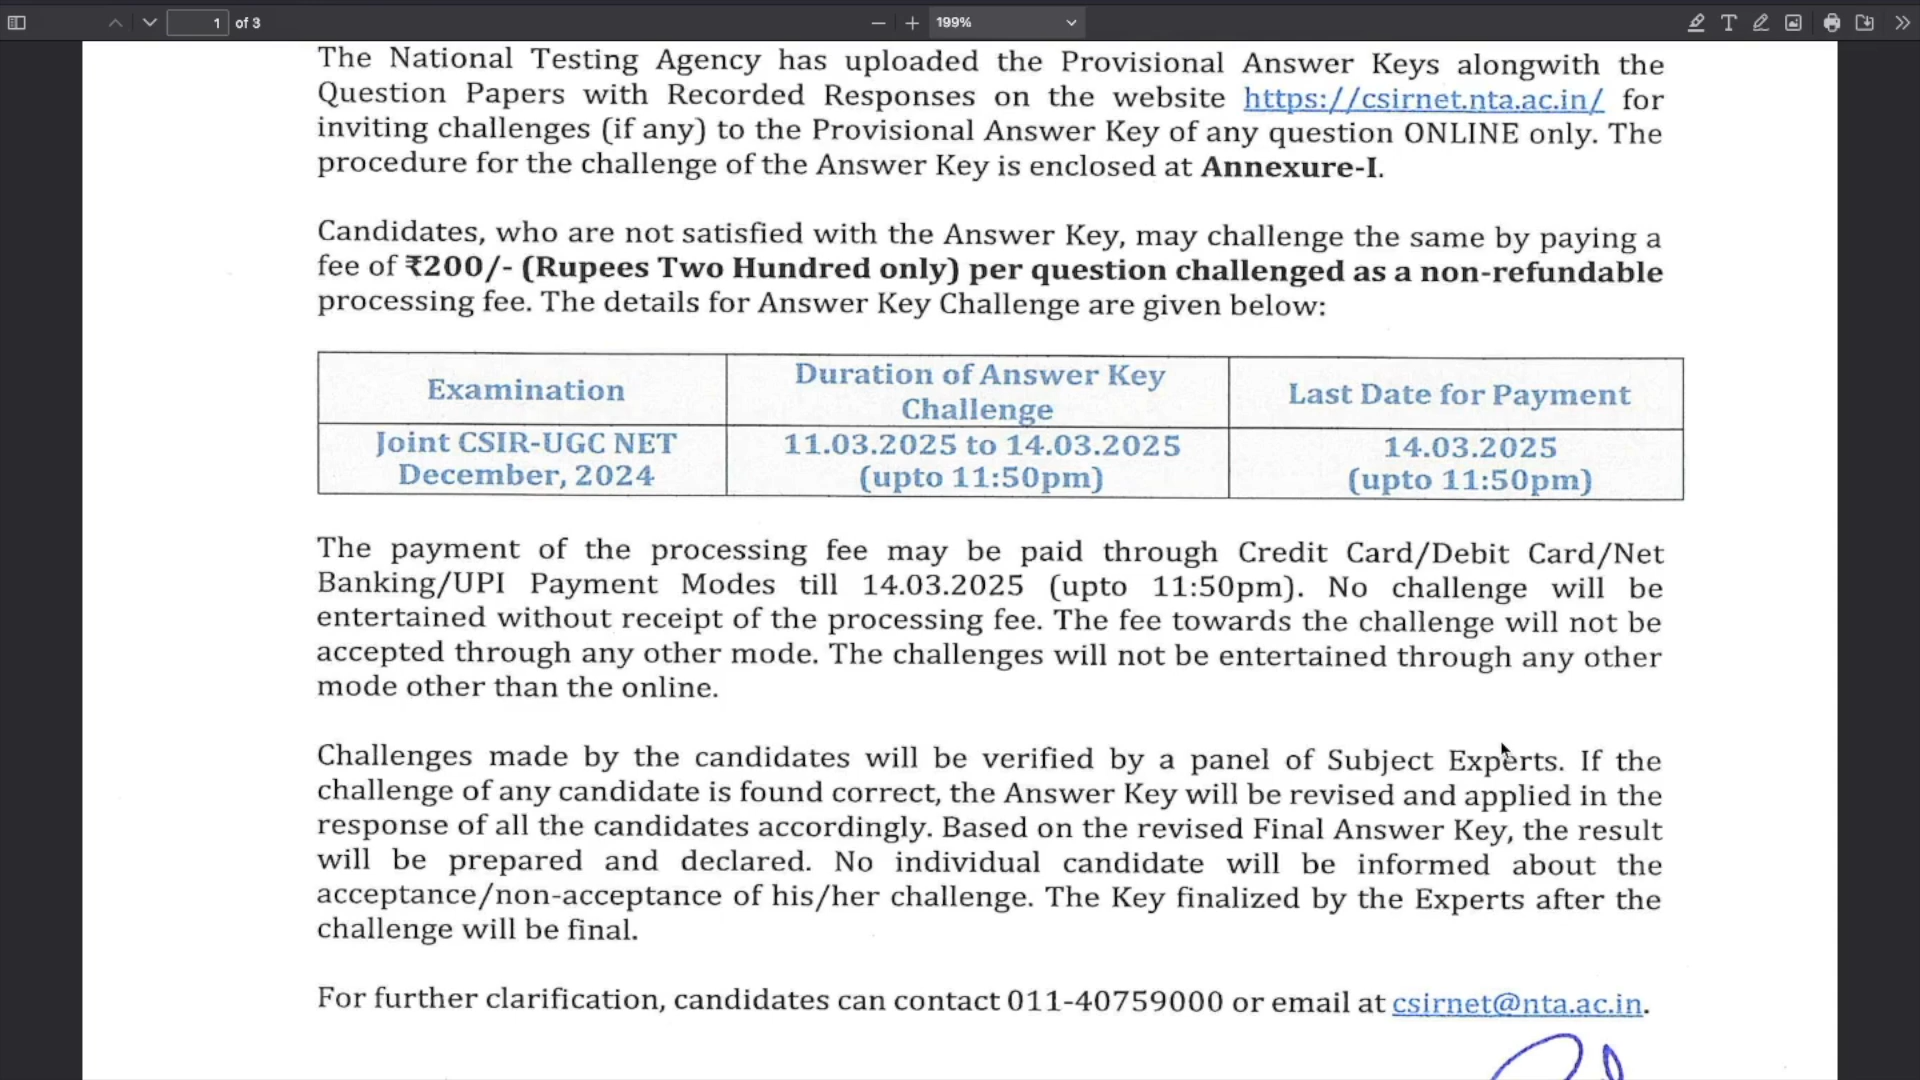 1 of 3
199%
The National Testing Agency has uploaded the Provisional Answer Keys alongwith the
Question Papers with Recorded Responses on the website https://csirnet.nta.ac.in/ for
inviting challenges (if any) to the Provisional Answer Key of any question ONLINE only. The
procedure for the challenge of the Answer Key is enclosed at Annexure-I.
Candidates, who are not satisfied with the Answer Key, may challenge the same by paying a
fee of ₹200/- (Rupees Two Hundred only) per question challenged as a non-refundable
processing fee. The details for Answer Key Challenge are given below:
Examination
Duration of Answer Key
Challenge
Last Date for Payment
Joint CSIR-UGC NET
December, 2024
11.03.2025 to 14.03.2025
(upto 11:50pm)
14.03.2025
(upto 11:50pm)
The payment of the processing fee may be paid through Credit Card/Debit Card/Net
Banking/UPI Payment Modes till 14.03.2025 (upto 11:50pm). No challenge will be
entertained without receipt of the processing fee. The fee towards the challenge will not be
accepted through any other mode. The challenges will not be entertained through any other
mode other than the online.
Challenges made by the candidates will be verified by a panel of Subject Experts. If the
challenge of any candidate is found correct, the Answer Key will be revised and applied in the
response of all the candidates accordingly. Based on the revised Final Answer Key, the result
will be prepared and declared. No individual candidate will be informed about the
acceptance/non-acceptance of his/her challenge. The Key finalized by the Experts after the
challenge will be final.
For further clarification, candidates can contact 011-40759000 or email at csirnet@nta.ac.in.